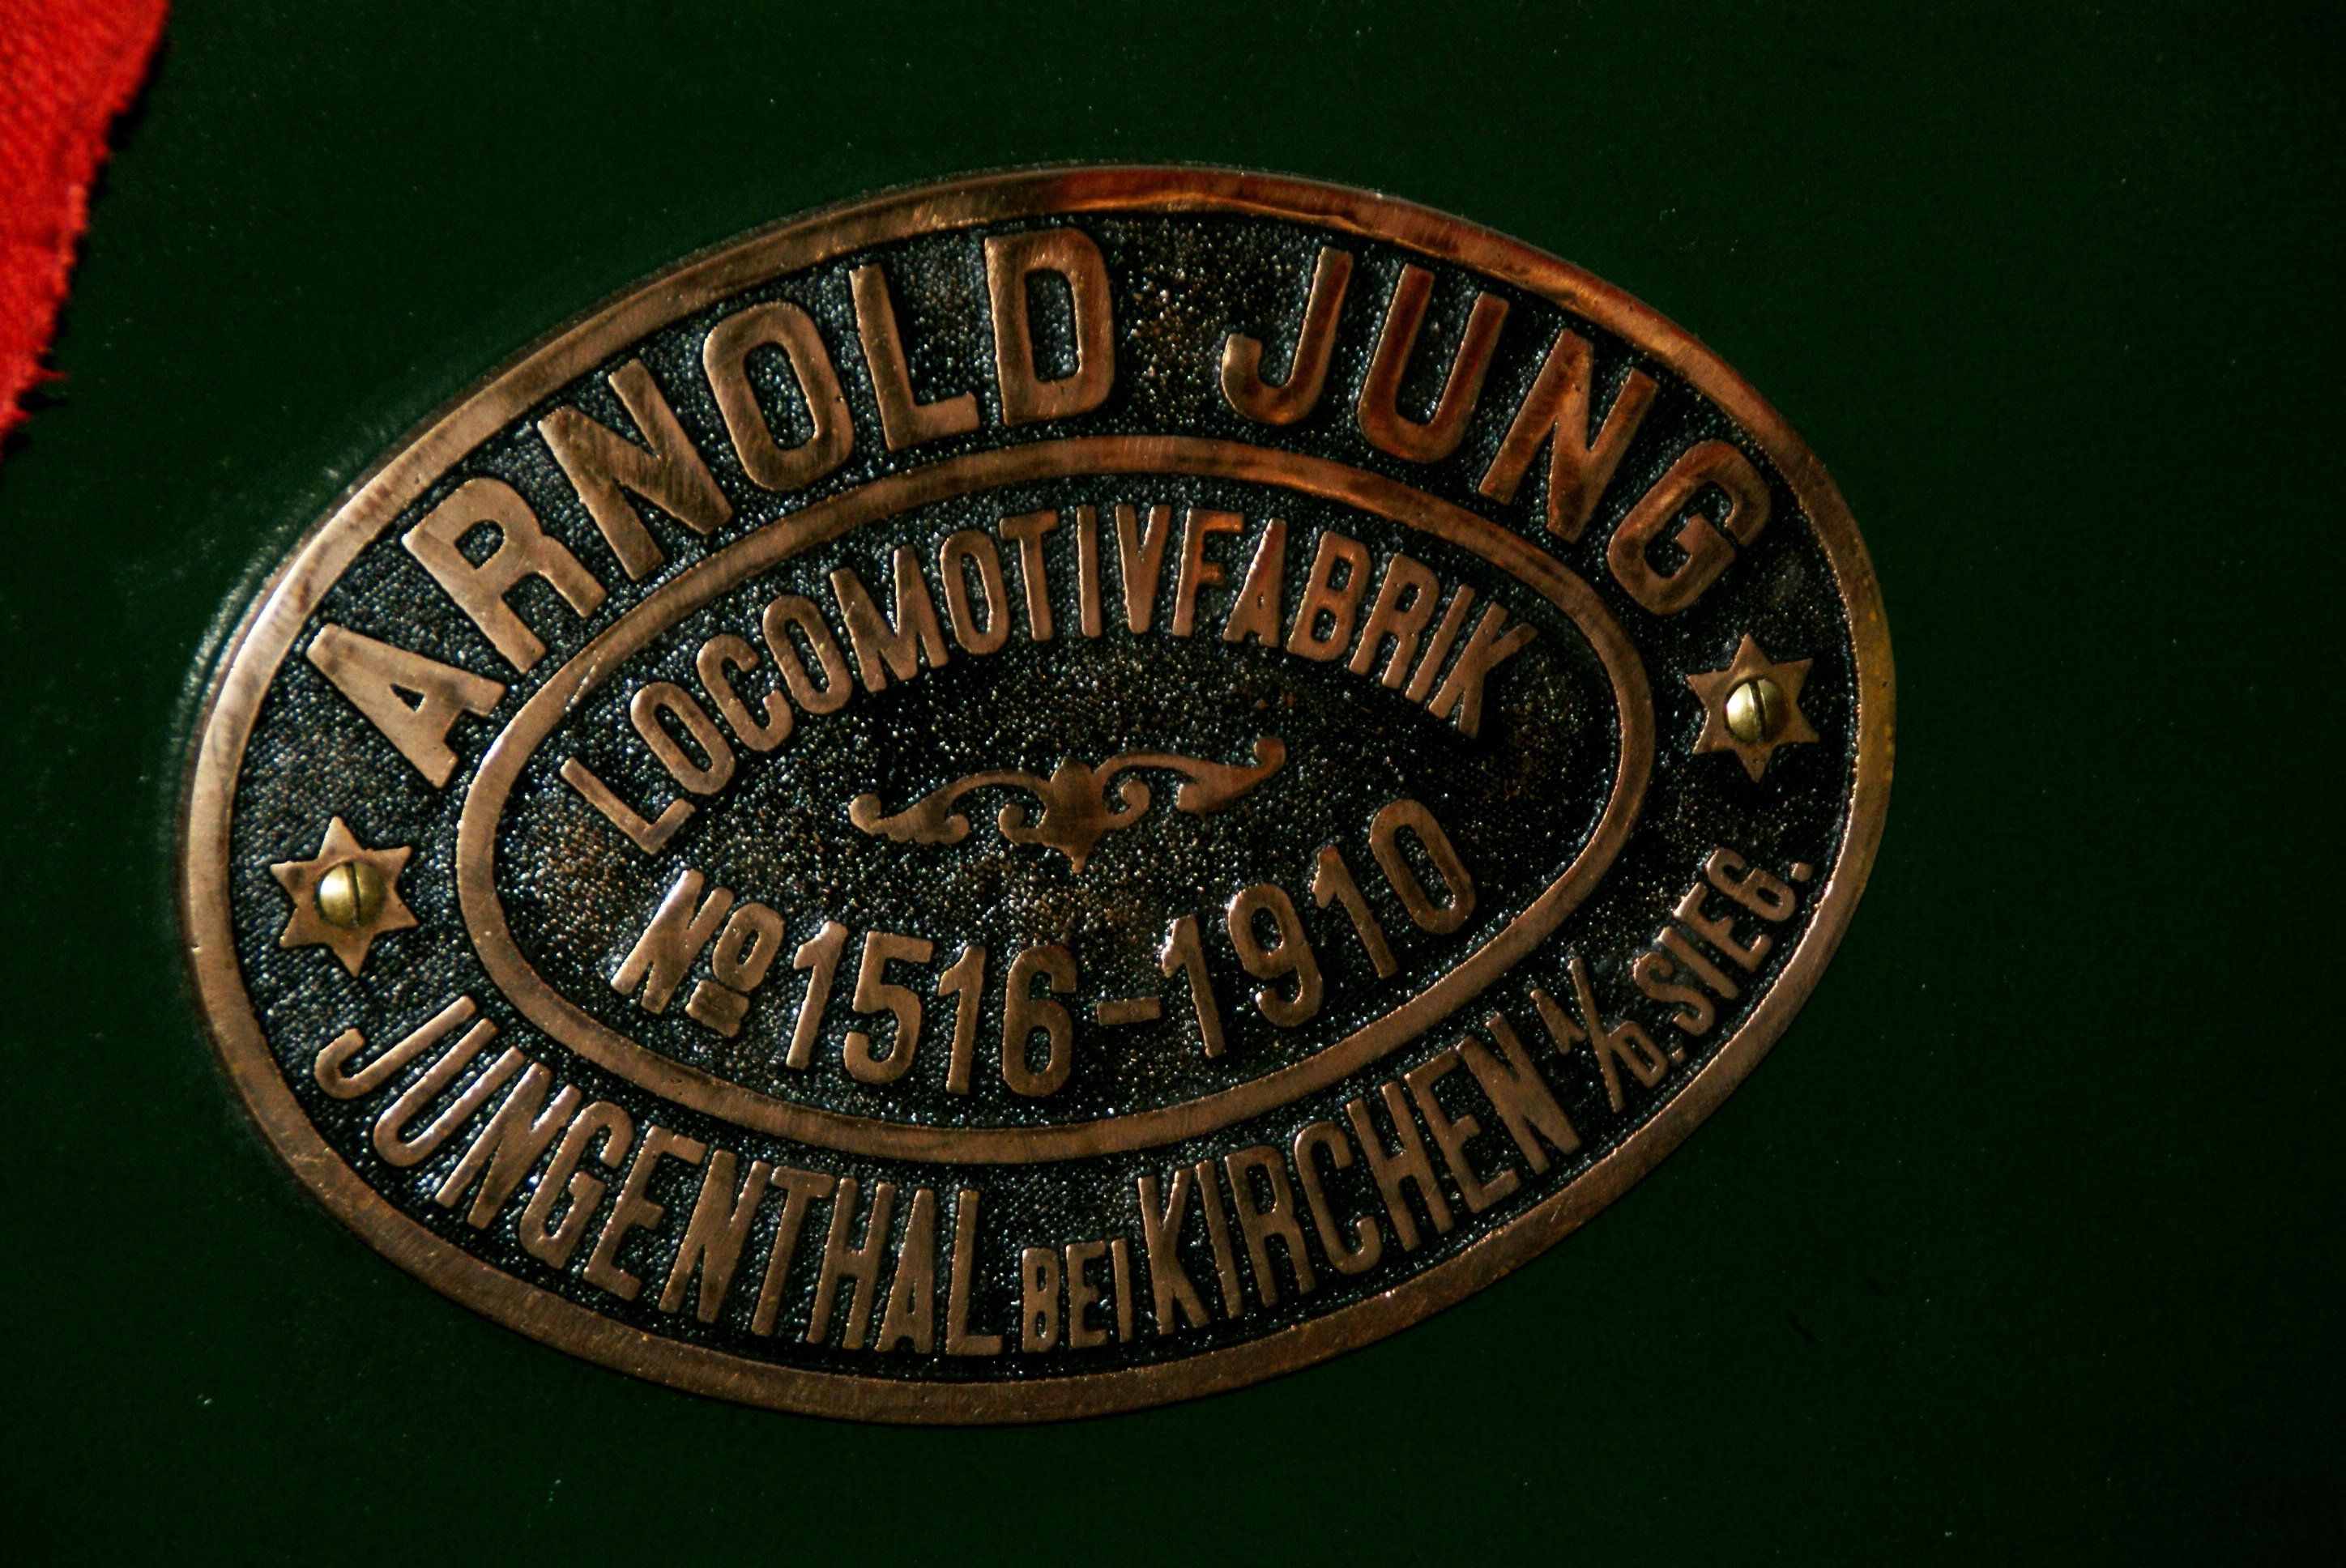 ARNOLD JUNG
LOCOMOTIVFABRIK
Nº 1516-1910
JUNGENTHAL BEI KIRCHEN A/D. SIEG.